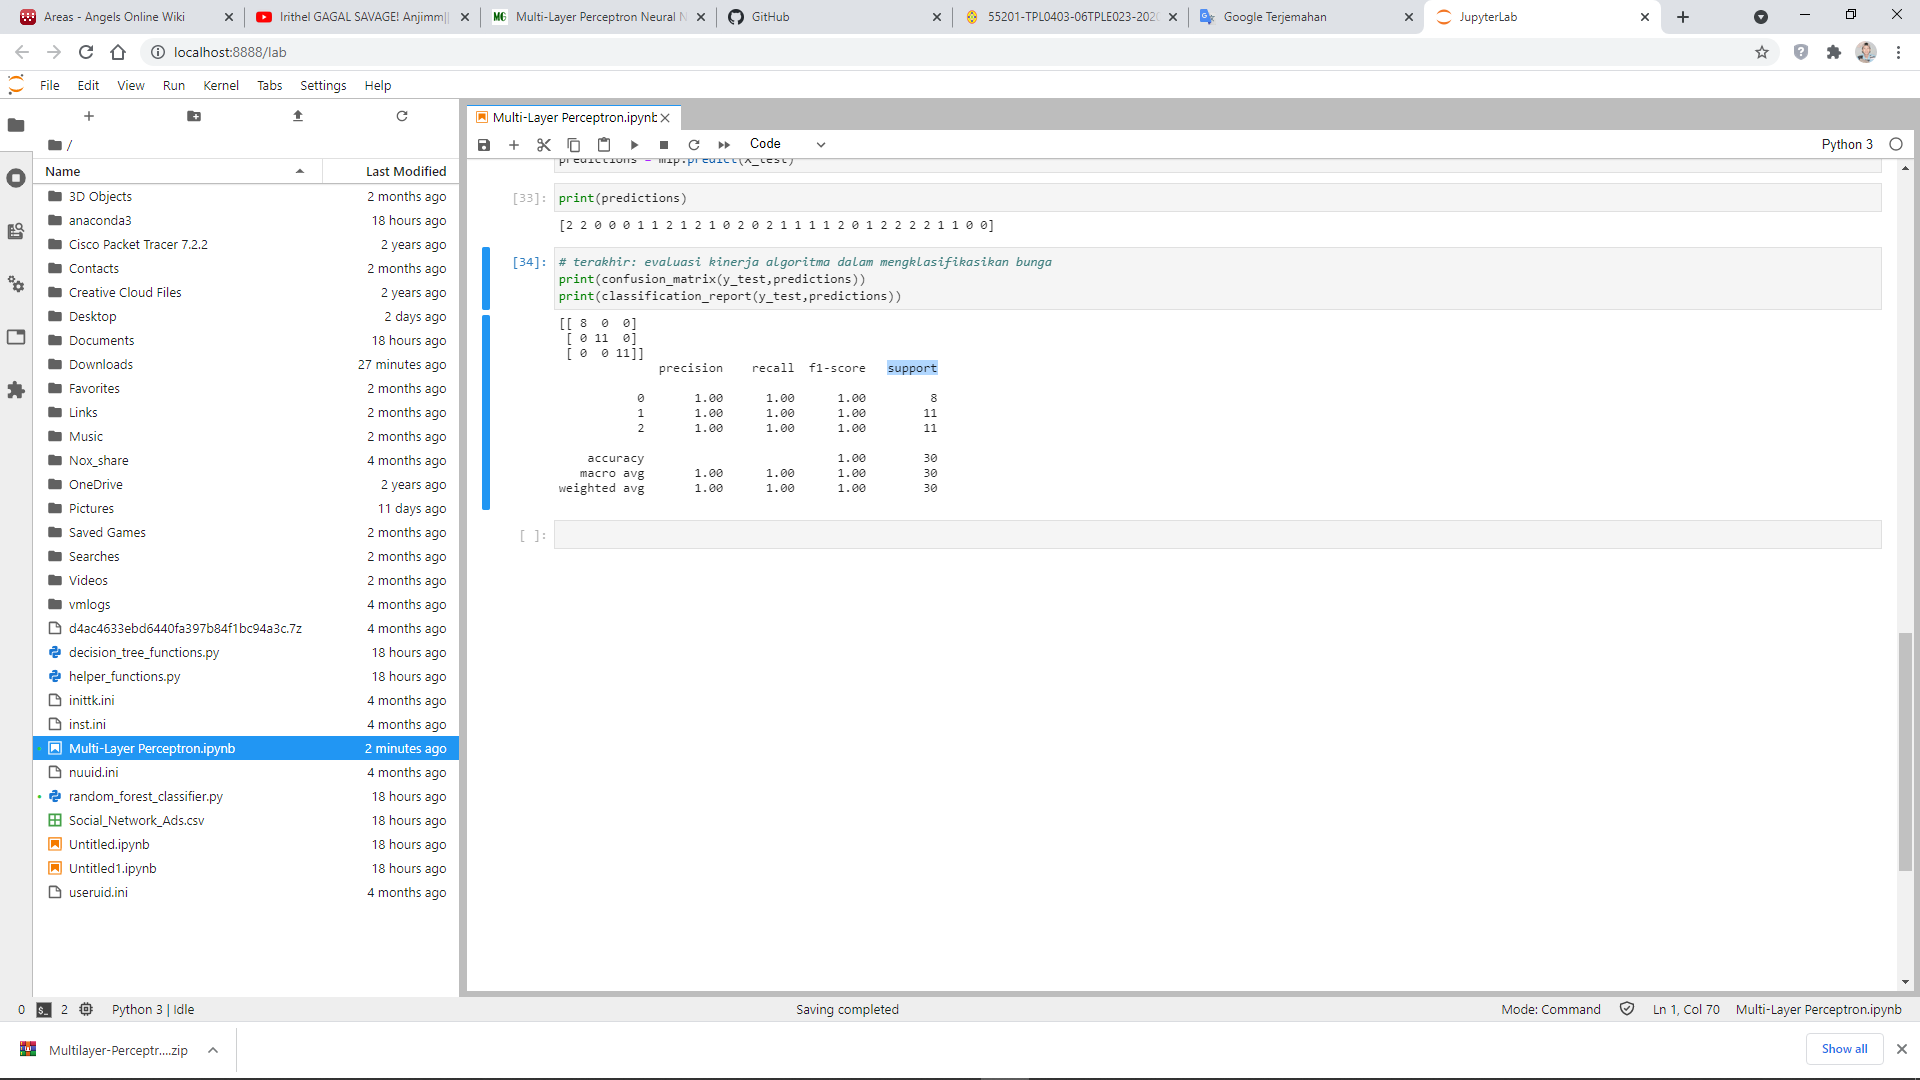 Areas - Angels Online Wiki
Irithel GAGAL SAVAGE! Anjimm||
Multi-Layer Perceptron Neural N
GitHub
55201-TPL0403-06TPLE023-202
Google Terjemahan
JupyterLab
localhost:8888/lab
File Edit View Run Kernel Tabs Settings Help
Multi-Layer Perceptron.ipynb
/
Code
Python 3
Name Last Modified
3D Objects 2 months ago
anaconda3 18 hours ago
Cisco Packet Tracer 7.2.2 2 years ago
Contacts 2 months ago
Creative Cloud Files 2 years ago
Desktop 2 days ago
Documents 18 hours ago
Downloads 27 minutes ago
Favorites 2 months ago
Links 2 months ago
Music 2 months ago
Nox_share 4 months ago
OneDrive 2 years ago
Pictures 11 days ago
Saved Games 2 months ago
Searches 2 months ago
Videos 2 months ago
vmlogs 4 months ago
d4ac4633ebd6440fa397b84f1bc94a3c.7z 4 months ago
decision_tree_functions.py 18 hours ago
helper_functions.py 18 hours ago
inittk.ini 4 months ago
inst.ini 4 months ago
Multi-Layer Perceptron.ipynb 2 minutes ago
nuuid.ini 4 months ago
random_forest_classifier.py 18 hours ago
Social_Network_Ads.csv 18 hours ago
Untitled.ipynb 18 hours ago
Untitled1.ipynb 18 hours ago
useruid.ini 4 months ago
predictions = mlp.predict(X_test)
[33]: print(predictions)
[2 2 0 0 0 1 1 2 1 2 1 0 2 0 2 1 1 1 1 2 0 1 2 2 2 2 1 1 0 0]
[34]: # terakhir: evaluasi kinerja algoritma dalam mengklasifikasikan bunga
print(confusion_matrix(y_test,predictions))
print(classification_report(y_test,predictions))
[[ 8 0 0]
[ 0 11 0]
[ 0 0 11]]
precision recall f1-score support
0 1.00 1.00 1.00 8
1 1.00 1.00 1.00 11
2 1.00 1.00 1.00 11
accuracy 1.00 30
macro avg 1.00 1.00 1.00 30
weighted avg 1.00 1.00 1.00 30
[ ]:
0 2 Python 3 | Idle Saving completed Mode: Command Ln 1, Col 70 Multi-Layer Perceptron.ipynb
Multilayer-Perceptr....zip
Show all